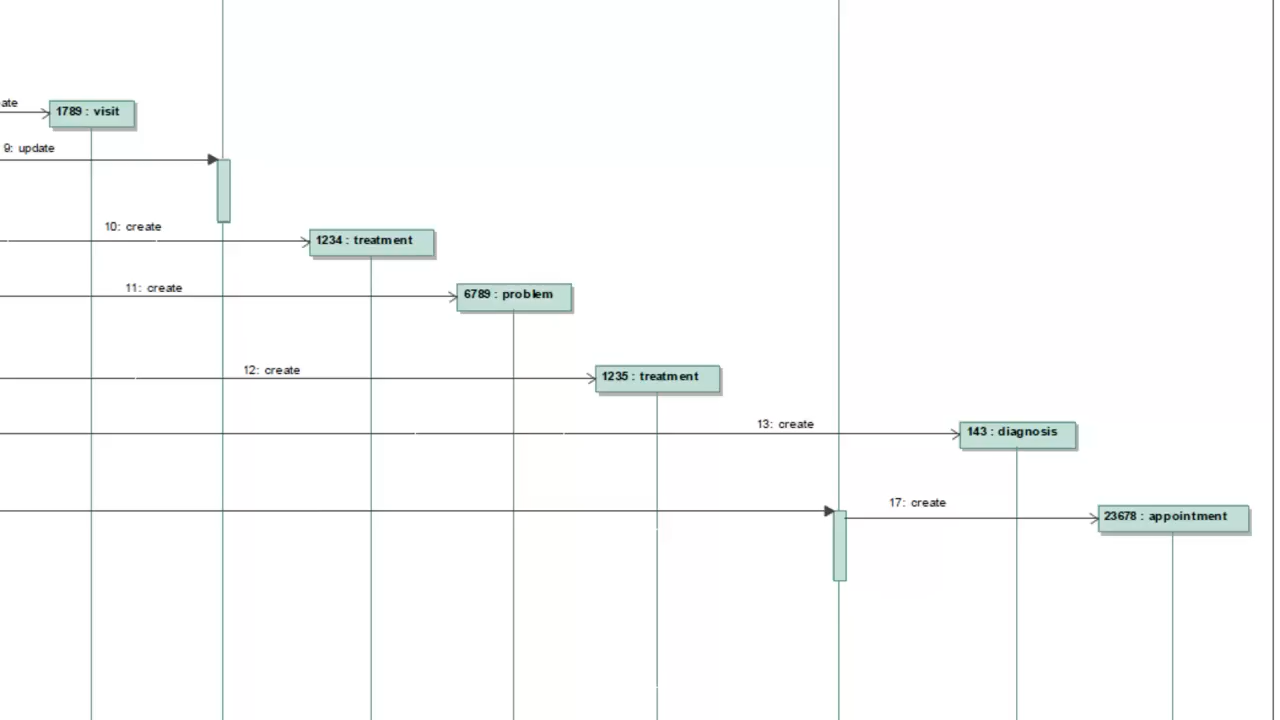 ate
1789 : visit
9: update
10: create
1234 : treatment
11: create
6789 : problem
12: create
1235 : treatment
13: create
143 : diagnosis
17: create
23678 : appointment